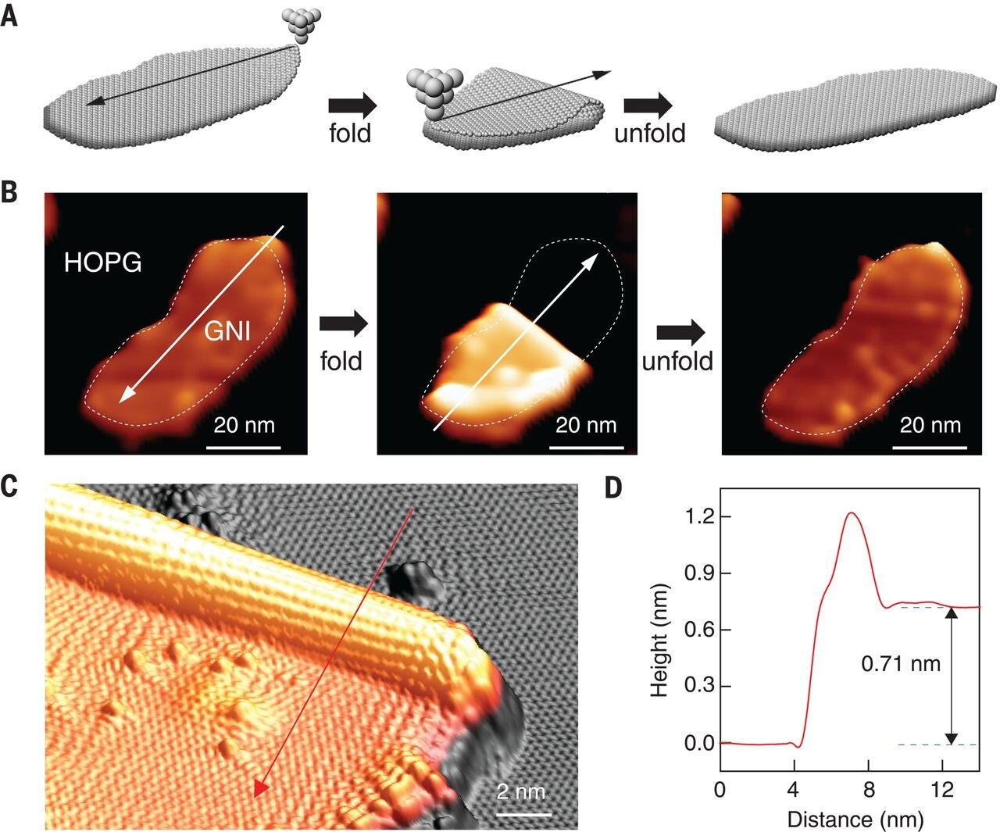 A
fold
unfold
B
HOPG
GNI
20 nm
fold
20 nm
unfold
20 nm
C
2 nm
D
1.2
0.9
0.6
0.3
0.0
Height (nm)
0.71 nm
0
4
8
12
Distance (nm)